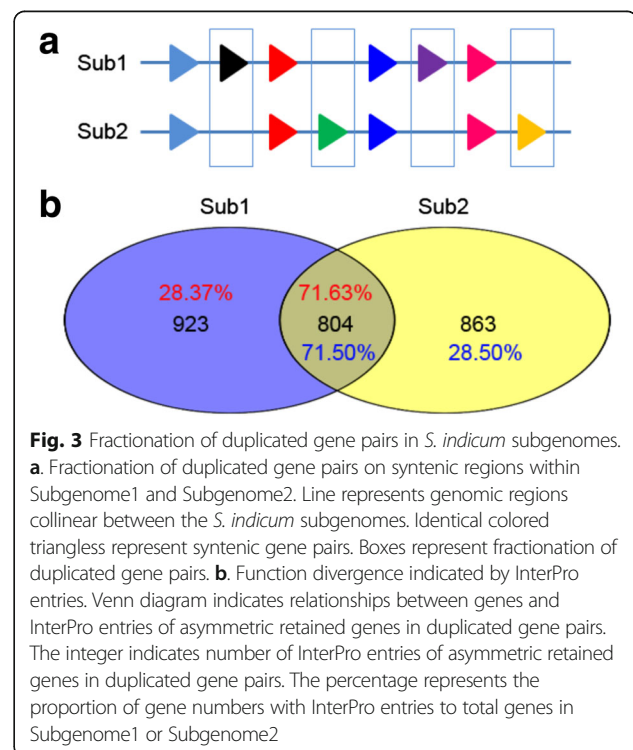 a
Sub1
Sub2
b
Sub1 Sub2
28.37% 71.63%
923 804 863
71.50% 28.50%
Fig. 3 Fractionation of duplicated gene pairs in S. indicum subgenomes.
a. Fractionation of duplicated gene pairs on syntenic regions within
Subgenome1 and Subgenome2. Line represents genomic regions
collinear between the S. indicum subgenomes. Identical colored
triangless represent syntenic gene pairs. Boxes represent fractionation of
duplicated gene pairs. b. Function divergence indicated by InterPro
entries. Venn diagram indicates relationships between genes and
InterPro entries of asymmetric retained genes in duplicated gene pairs.
The integer indicates number of InterPro entries of asymmetric retained
genes in duplicated gene pairs. The percentage represents the
proportion of gene numbers with InterPro entries to total genes in
Subgenome1 or Subgenome2